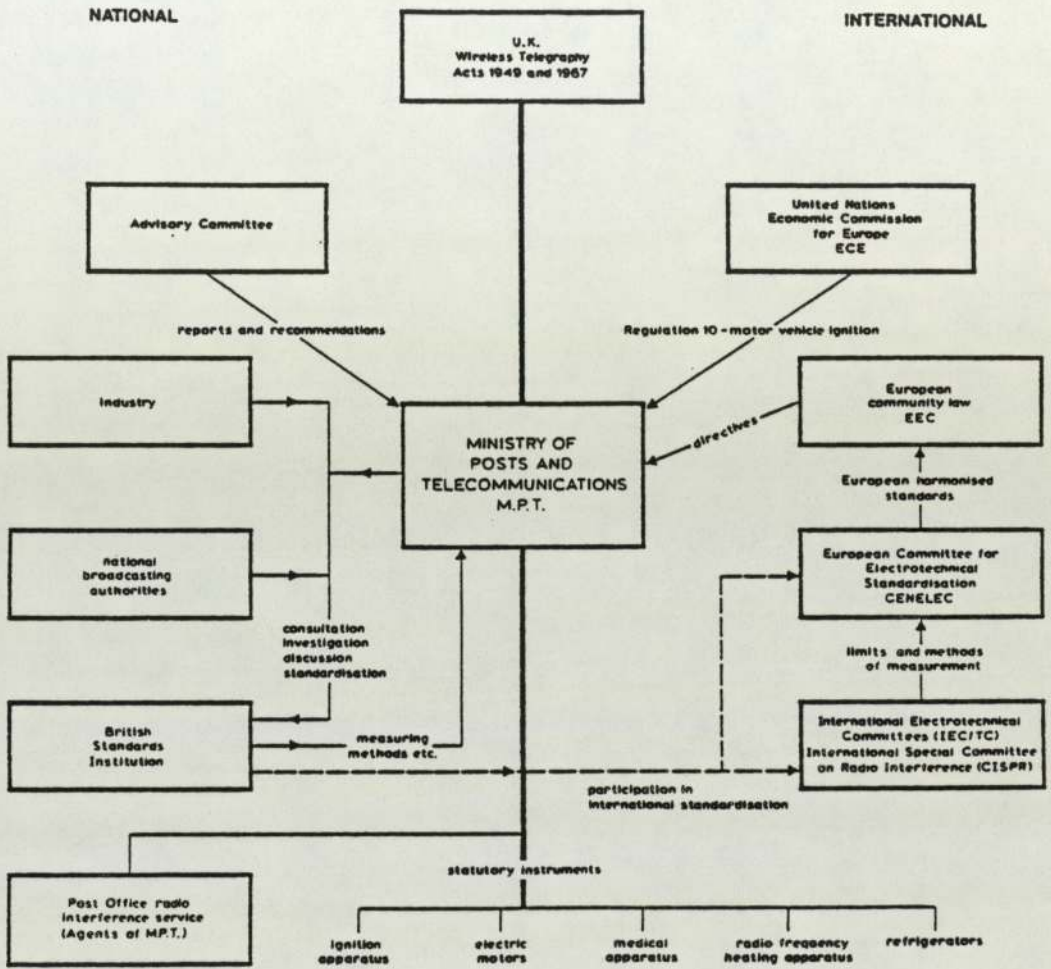 NATIONAL
INTERNATIONAL
U.K.
Wireless Telegraphy
Acts 1949 and 1967
Advisory Committee
United Nations
Economic Commission
for Europe
ECE
reports and recommendations
Regulation 10 - motor vehicle ignition
industry
MINISTRY OF
POSTS AND
TELECOMMUNICATIONS
M.P.T.
directives
European
community law
EEC
European harmonised
standards
national
broadcasting
authorities
European Committee for
Electrotechnical
Standardisation
CENELEC
consultation
investigation
discussion
standardisation
limits and methods
of measurement
British
Standards
Institution
measuring
methods etc.
International Electrotechnical
Committees (IEC/TC)
International Special Committee
on Radio Interference (CISPR)
participation in
international standardisation
statutory instruments
Post Office radio
interference service
(Agents of M.P.T.)
ignition
apparatus
electric
motors
medical
apparatus
radio frequency
heating apparatus
refrigerators